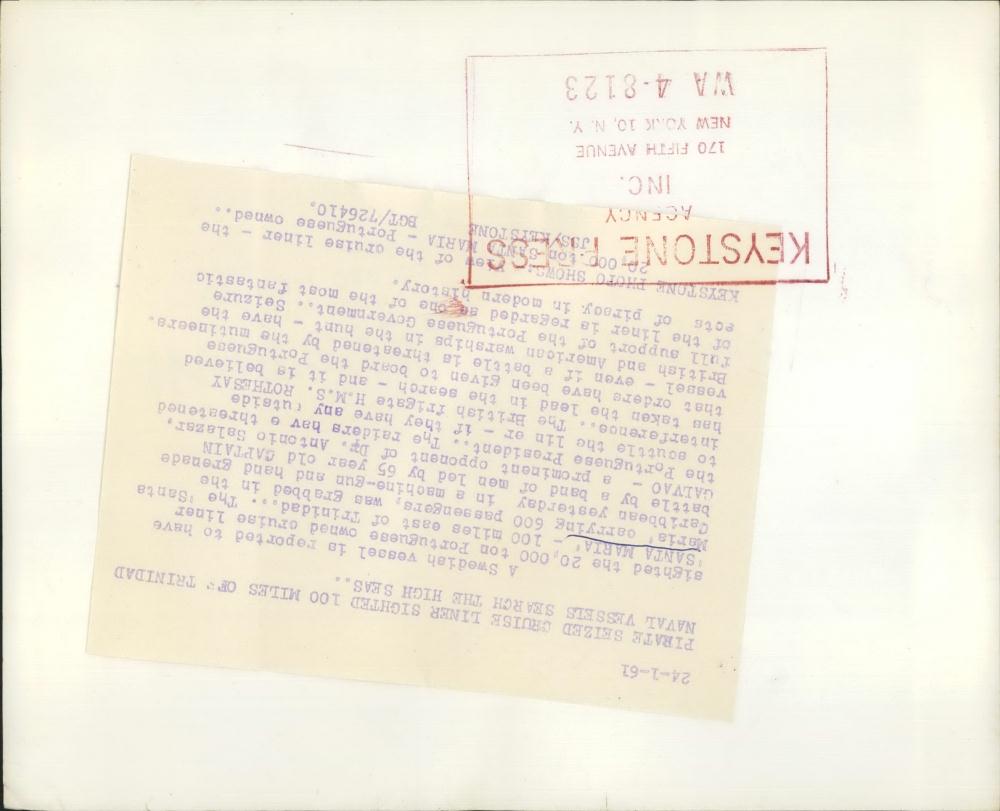 24-1-61
PIRATE SEIZED CRUISE LINER SIGHTED 100 MILES OF TRINIDAD
NAVAL VESSELS SEARCH THE HIGH SEAS..
A Swedish vessel is reported to have
sighted the 20,000 ton Portuguese owned cruise liner
'SANTA MARIA' - 100 miles east of Trinidad... The 'Santa
Maria' carrying 600 passengers, was grabbed in the
Caribbean yesterday in a machine-gun and hand grenade
battle by a band of men led by 65 year old CAPTAIN
GALVAO - a prominent opponent of Dr. Antonio Salazar,
the Portuguese President.. The raiders hav e threatened
to scuttle the lin er - if they have any outside
interference.. The British frigate H.M.S. ROTHESAY
has taken the lead in the search - and it is believed
that orders have been given to board the Portuguese
vessel - even if a battle is threatened by the mutineers.
British and American warships in the hunt - have the
full support of the Portuguese Government.. Seizure
of the liner is regarded as one of the most fantastic
acts of piracy in modern history.
KEYSTONE PHOTO SHOWS: View of the cruise liner - the
20,000 ton SANTA MARIA - Portuguese owned..
JSS/KEYSTONE BGT/726410.
KEYSTONE PRESS
AGENCY
INC.
170 FIFTH AVENUE
NEW YORK 10, N. Y.
WA 4-8123